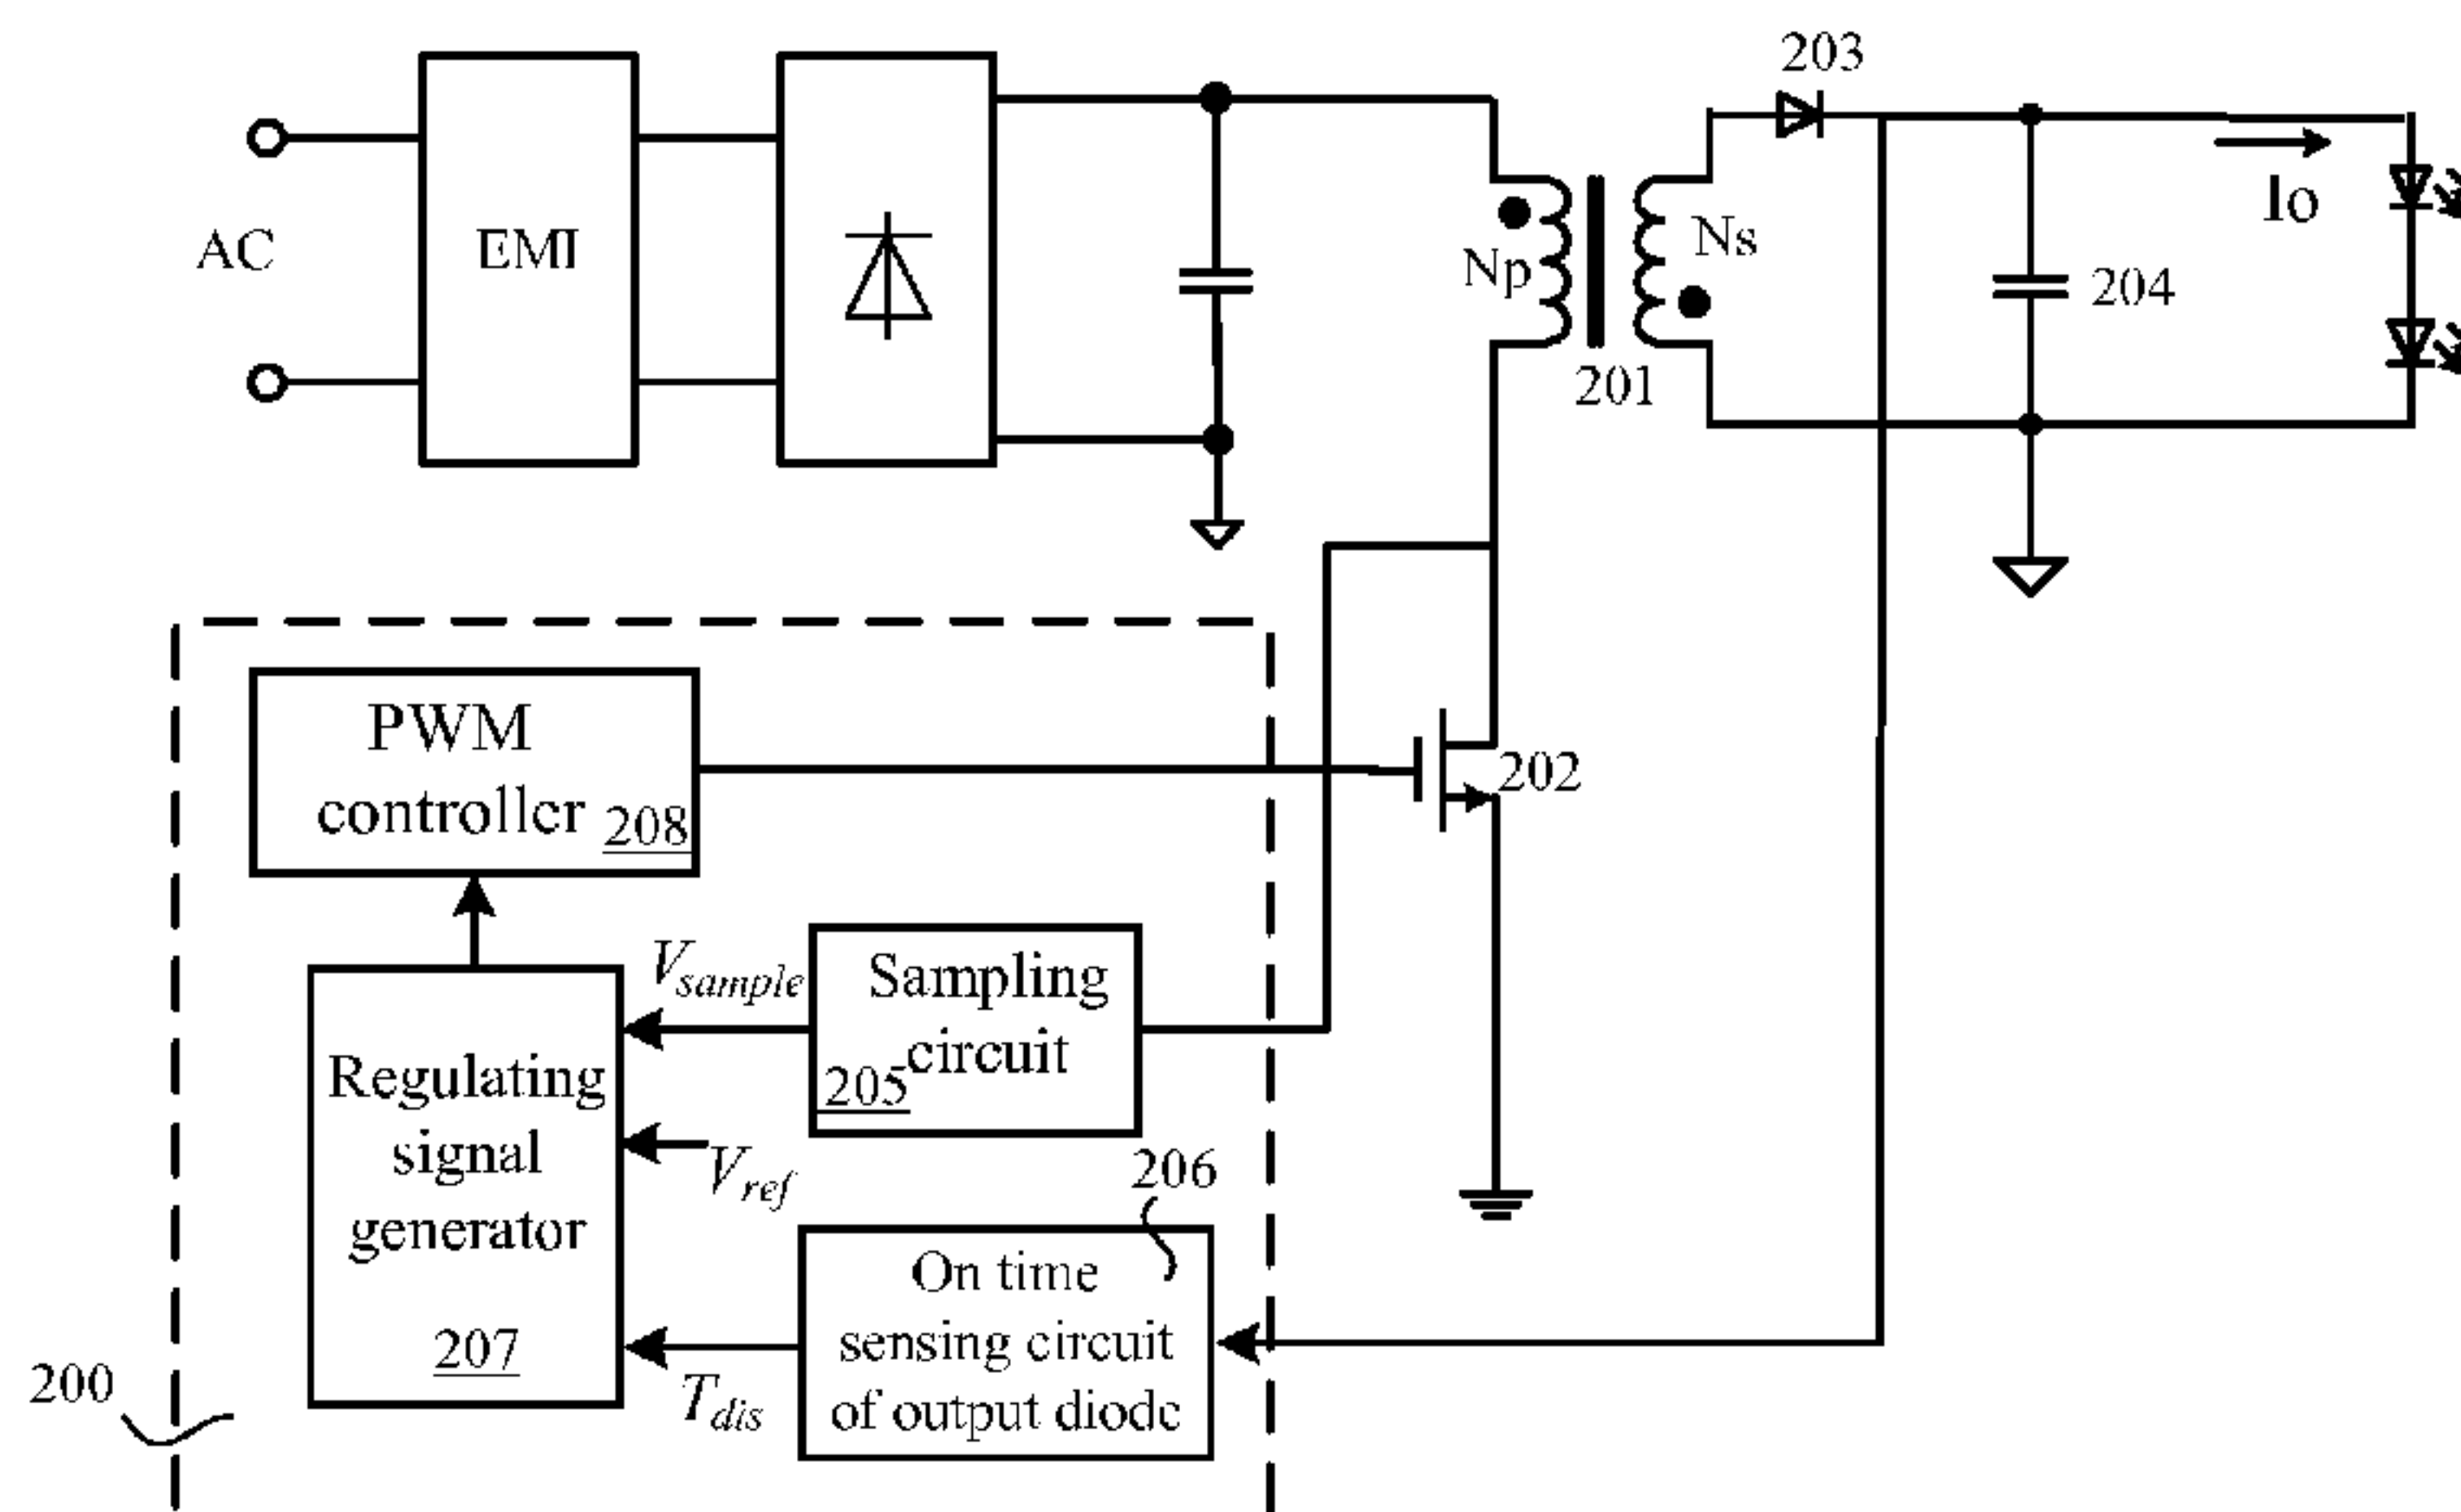 203
AC
EMI
Np
Ns
Io
204
201
PWM
controller 208
202
Vsample
Sampling
circuit
205
Regulating
signal
generator
207
Vref
206
On time
sensing circuit
of output diode
Tdis
200